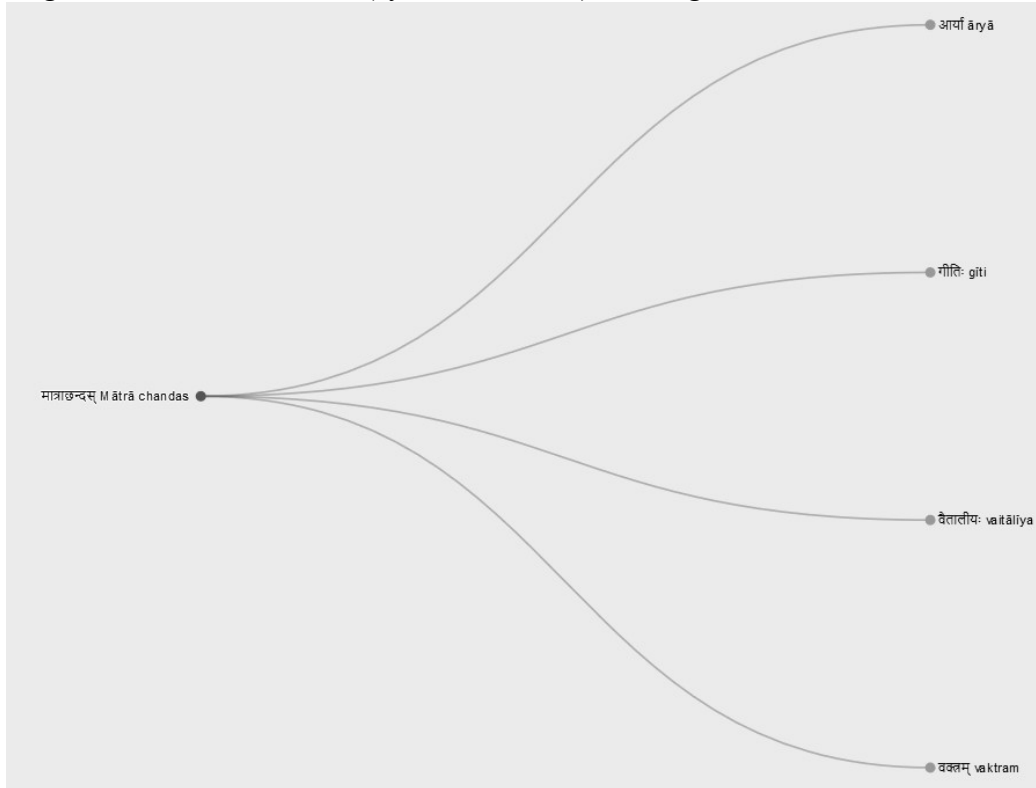 आर्या āryā
गीतिः gīti
मात्राछन्दस् Mātrā chandas
वैतालीयः vaitālīya
वक्त्रम् vaktram